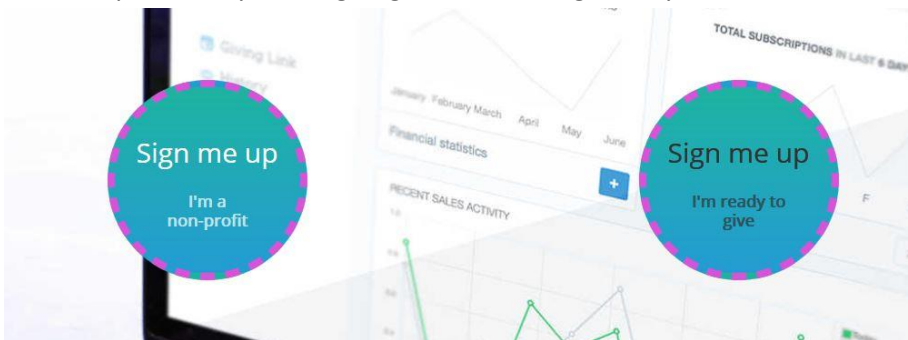 Giving Link
History
January February March April May June
Financial statistics
+
RECENT SALES ACTIVITY
TOTAL SUBSCRIPTIONS IN LAST 6 DAY
F
Sign me up
I'm a
non-profit
Sign me up
I'm ready to
give